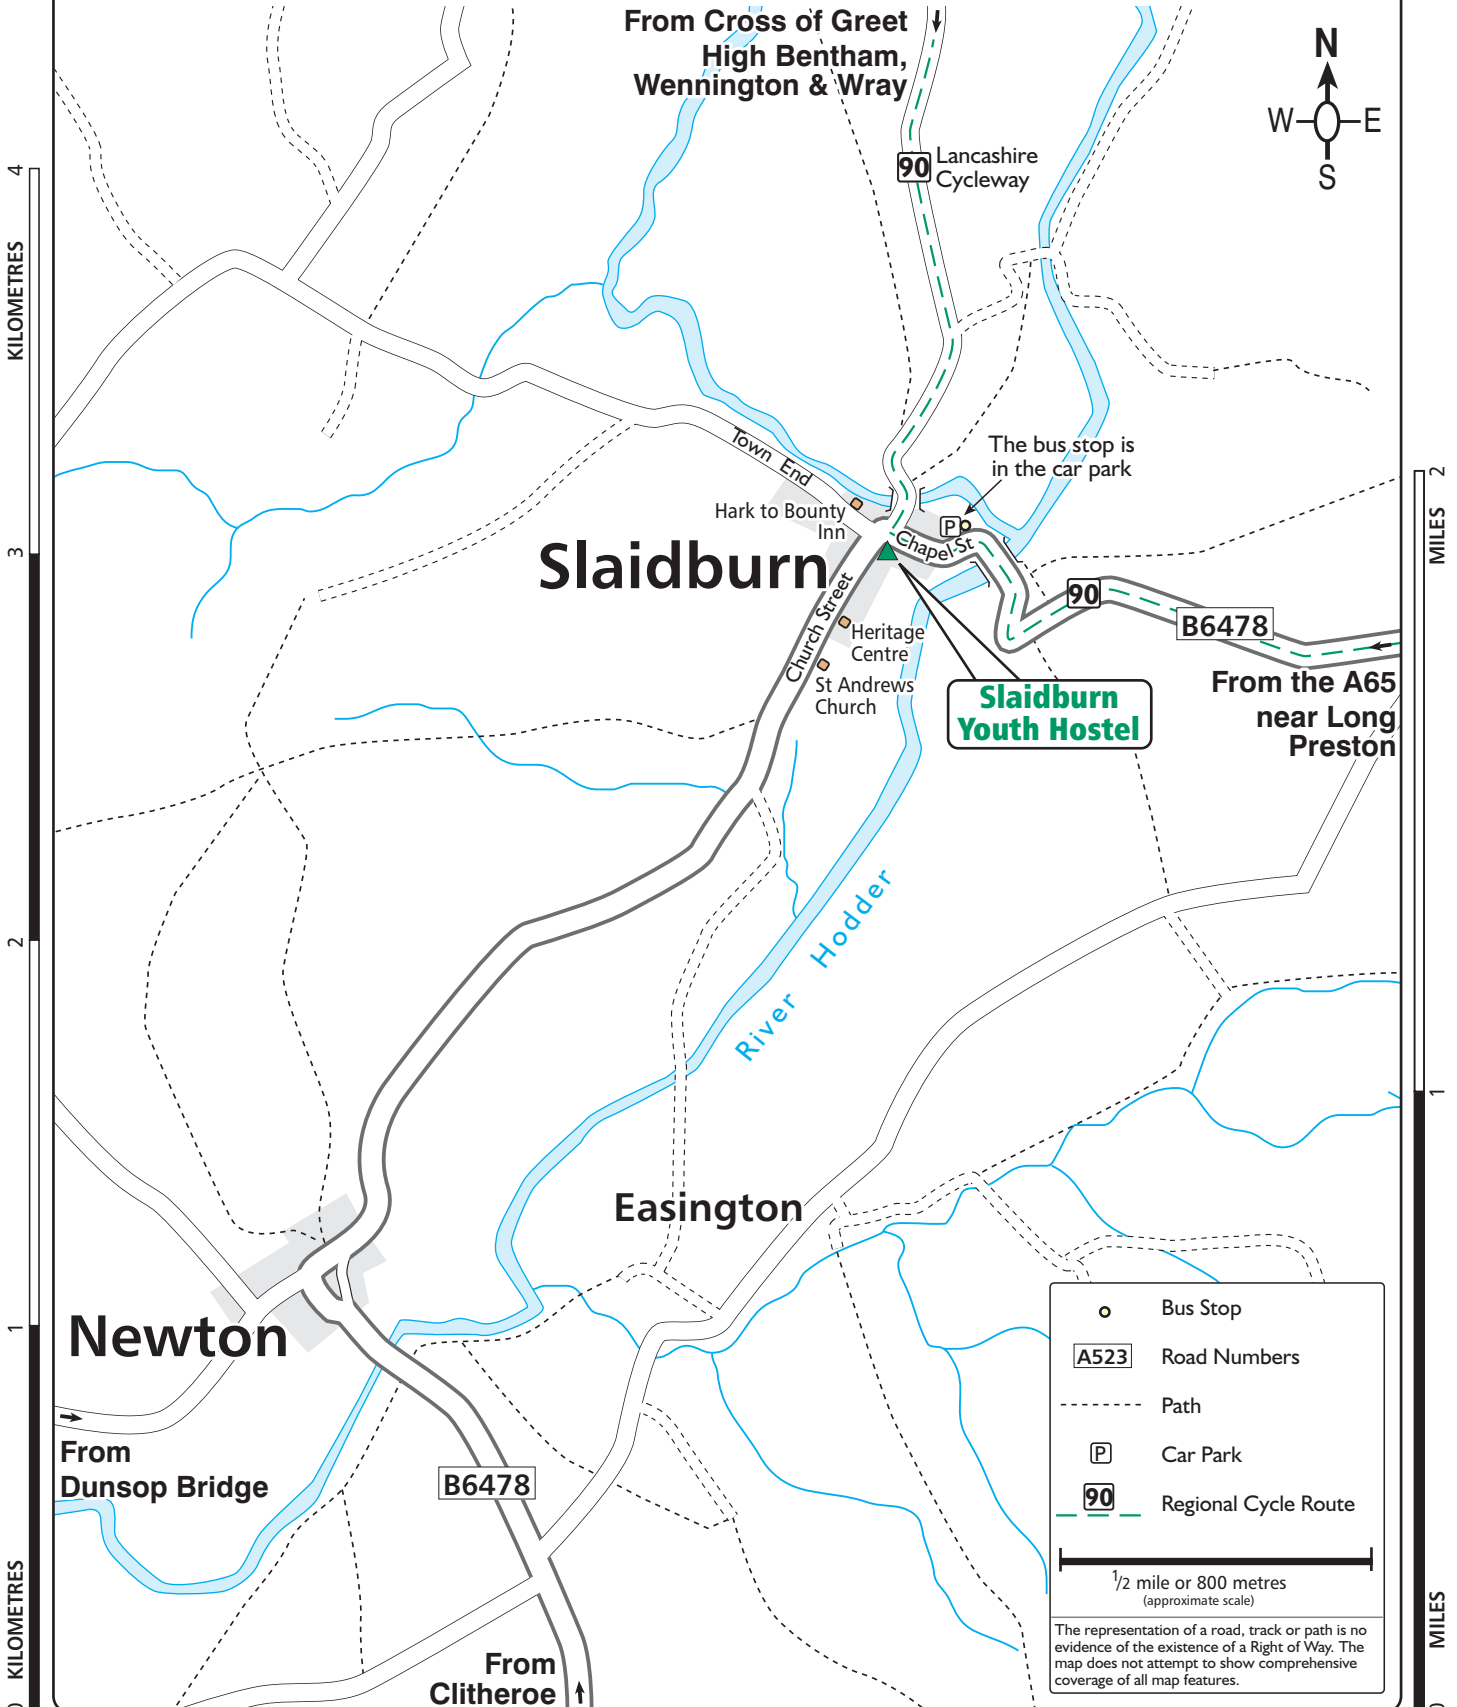 From Cross of Greet
High Bentham,
Wennington & Wray
N
W
E
S
90
Lancashire
Cycleway
4
KILOMETRES
3
2
1
KILOMETRES
0
2
MILES
1
MILES
0
The bus stop is
in the car park
Town End
Hark to Bounty
Inn
P
Chapel St
Slaidburn
Church Street
90
B6478
Heritage
Centre
St Andrews
Church
Slaidburn
Youth Hostel
From the A65
near Long
Preston
River Hodder
Easington
Newton
From
Dunsop Bridge
B6478
From
Clitheroe
Bus Stop
A523
Road Numbers
Path
P
Car Park
90
Regional Cycle Route
1/2 mile or 800 metres
(approximate scale)
The representation of a road, track or path is no
evidence of the existence of a Right of Way. The
map does not attempt to show comprehensive
coverage of all map features.